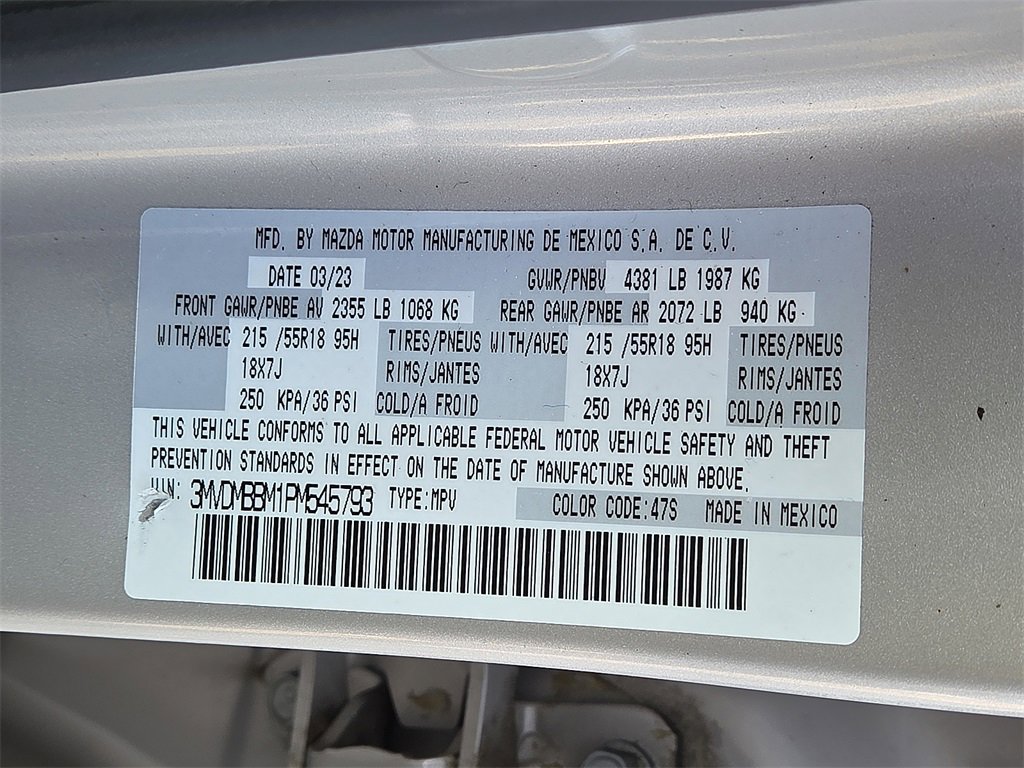 MFD. BY MAZDA MOTOR MANUFACTURING DE MEXICO S.A. DE C.V.
DATE 03/23 GVWR/PNBV 4381 LB 1987 KG
FRONT GAWR/PNBE AV 2355 LB 1068 KG REAR GAWR/PNBE AR 2072 LB 940 KG
WITH/AVEC 215 /55R18 95H TIRES/PNEUS WITH/AVEC 215 /55R18 95H TIRES/PNEUS
18X7J RIMS/JANTES 18X7J RIMS/JANTES
250 KPA/36 PSI COLD/A FROID 250 KPA/36 PSI COLD/A FROID
THIS VEHICLE CONFORMS TO ALL APPLICABLE FEDERAL MOTOR VEHICLE SAFETY AND THEFT
PREVENTION STANDARDS IN EFFECT ON THE DATE OF MANUFACTURE SHOWN ABOVE.
VIN: 3MVDMBBM1PM545793 TYPE:MPV COLOR CODE:47S MADE IN MEXICO